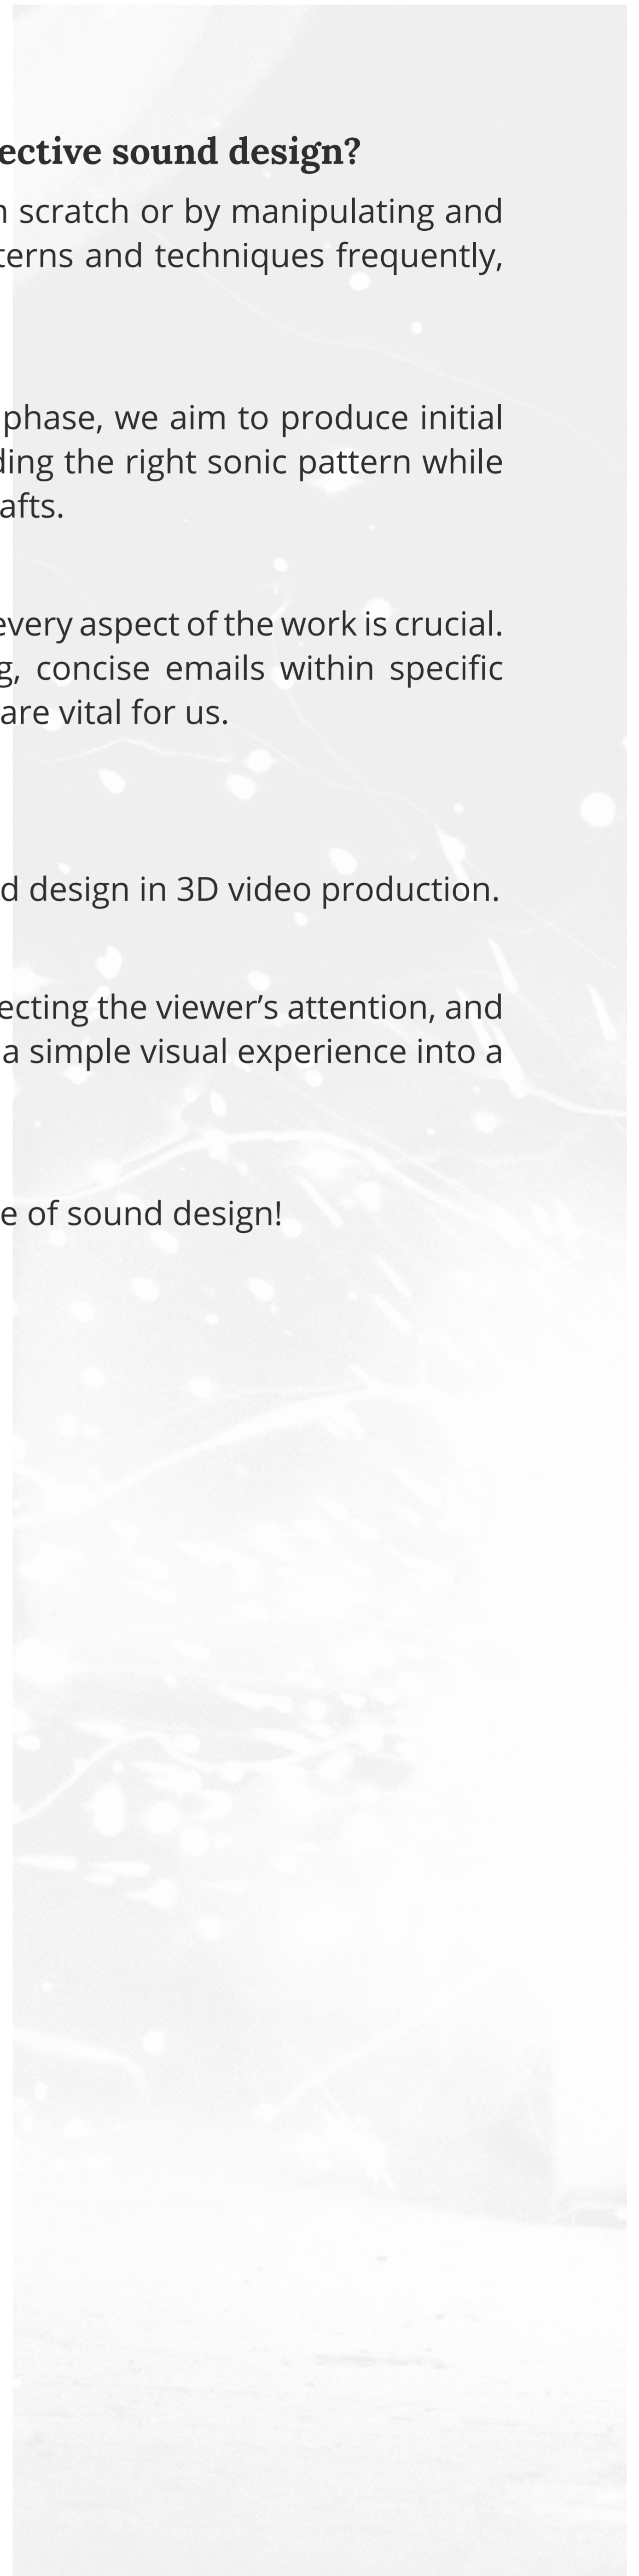 ective sound design?
scratch or by manipulating and
terns and techniques frequently,
phase, we aim to produce initial
ding the right sonic pattern while
afts.
every aspect of the work is crucial.
g, concise emails within specific
are vital for us.
d design in 3D video production.
ecting the viewer’s attention, and
a simple visual experience into a
e of sound design!